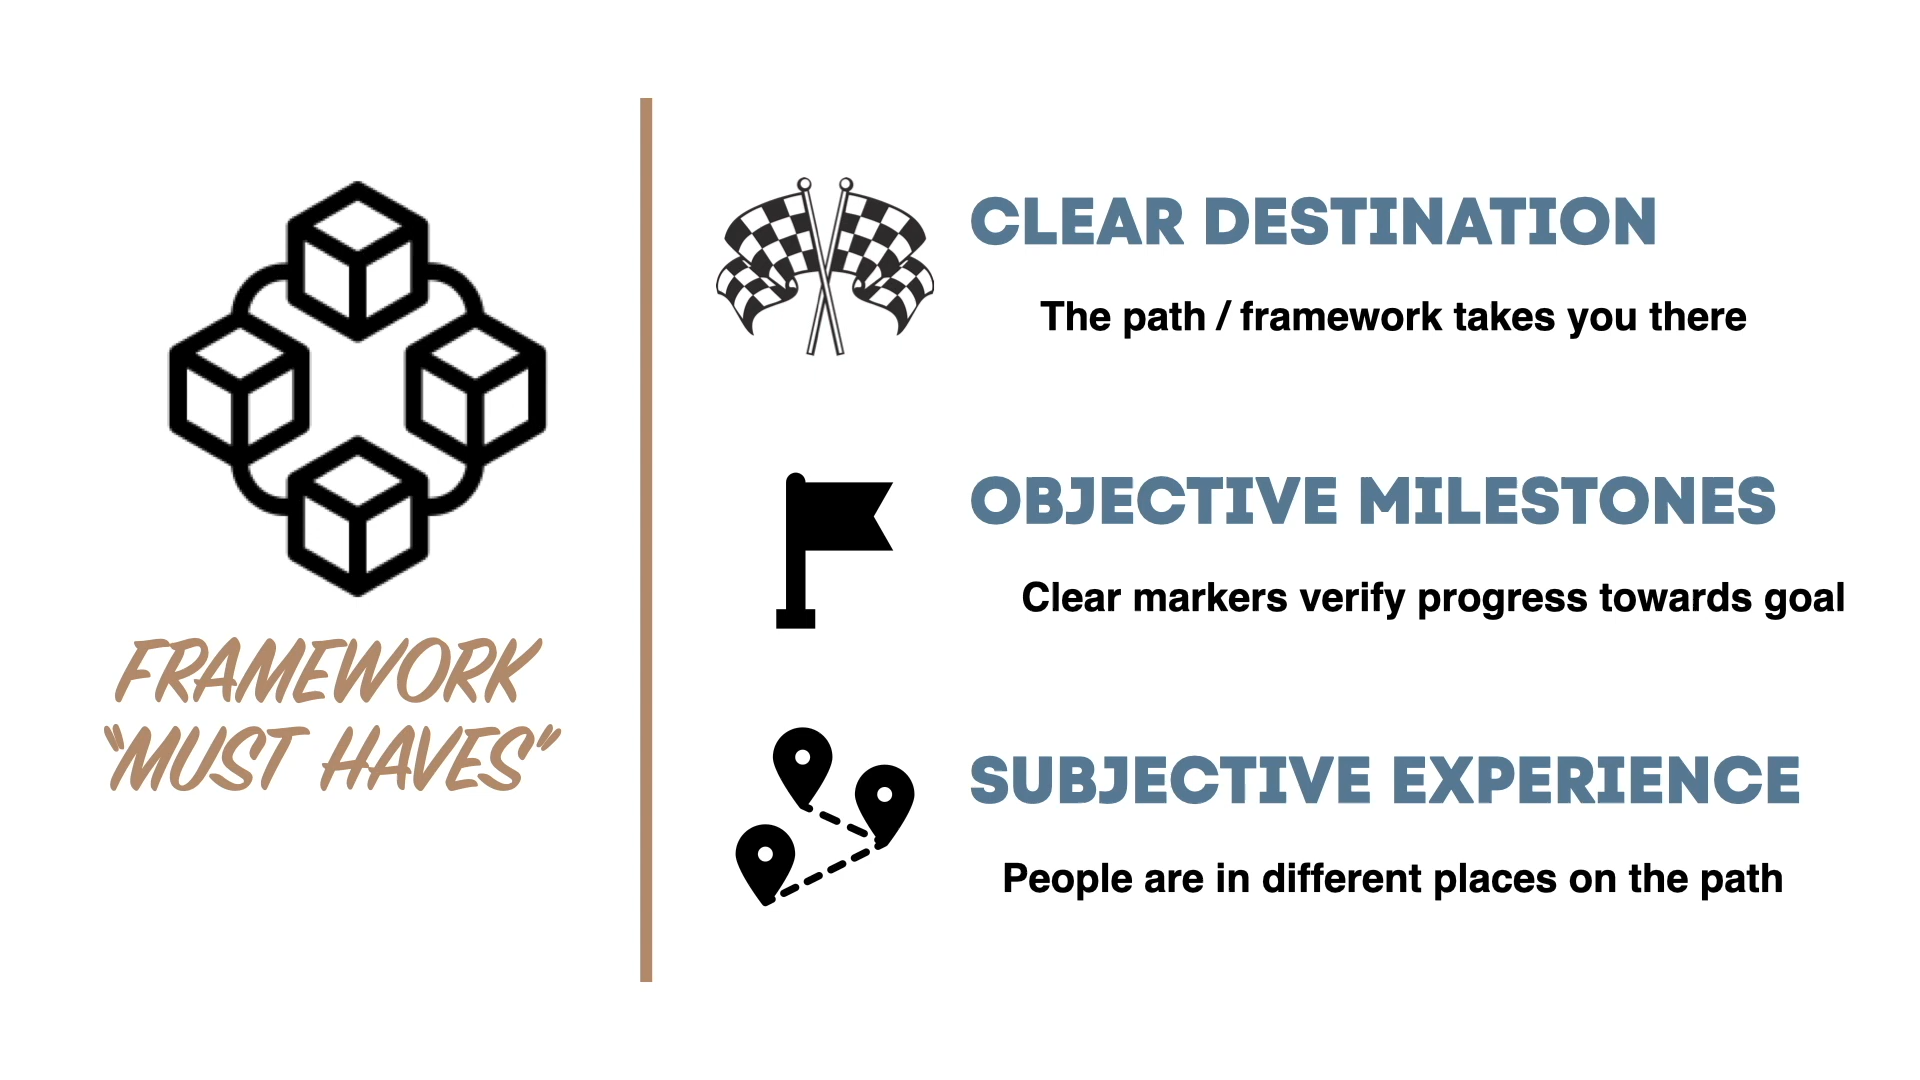 FRAMEWORK
“MUST HAVES”
CLEAR DESTINATION
The path / framework takes you there
OBJECTIVE MILESTONES
Clear markers verify progress towards goal
SUBJECTIVE EXPERIENCE
People are in different places on the path